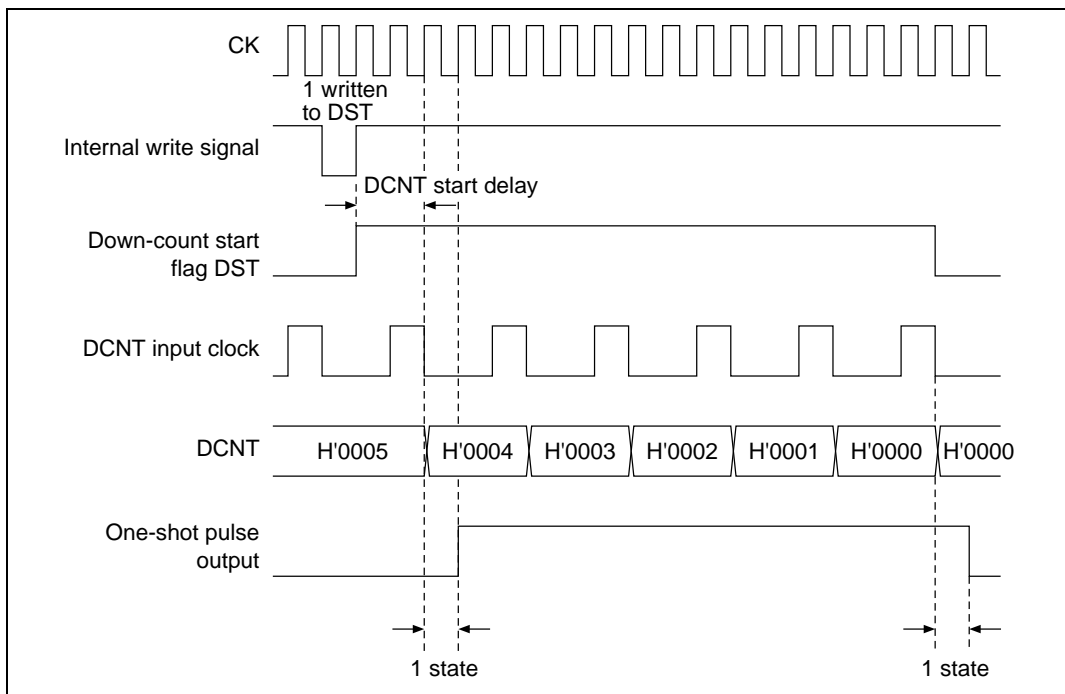 CK
1 written
to DST
Internal write signal
DCNT start delay
Down-count start
flag DST
DCNT input clock
DCNT
H'0005 H'0004 H'0003 H'0002 H'0001 H'0000 H'0000
One-shot pulse
output
1 state 1 state